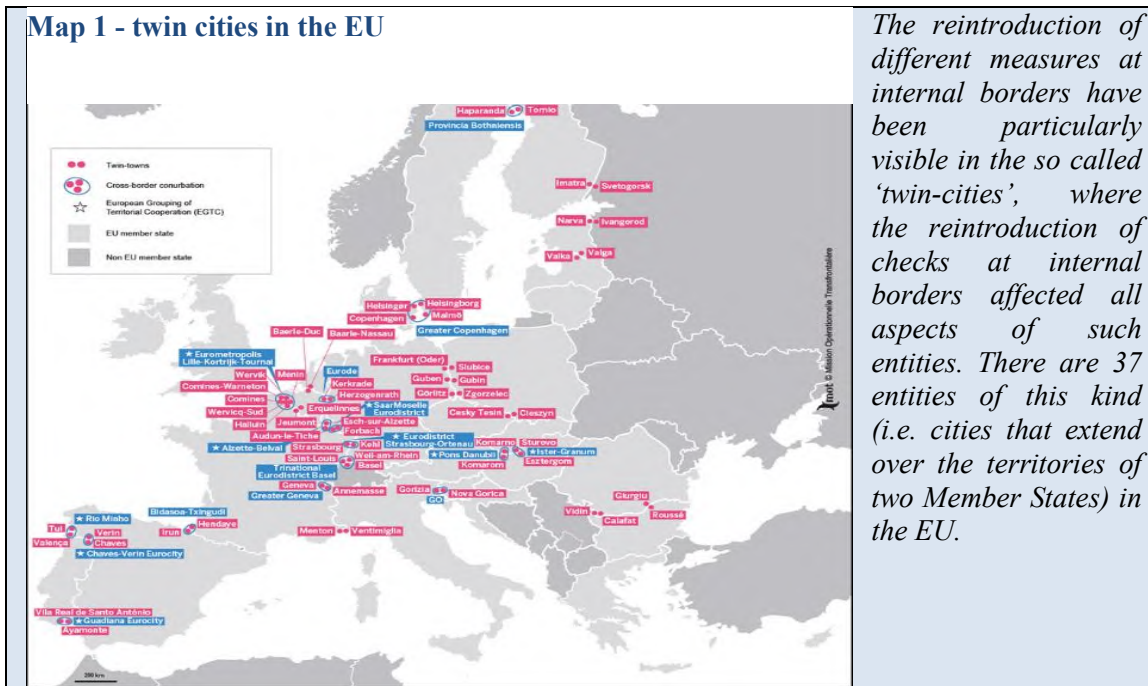 Map 1 - twin cities in the EU
Haparanda
Tornio
Provincia Bothniensis
Twin-towns
Cross-border conurbation
European Grouping of
Territorial Cooperation (EGTC)
EU member state
Non EU member state
Imatra
Svetogorsk
Narva
Ivangorod
Valka
Valga
Helsingør
Helsingborg
Copenhagen
Malmö
Greater Copenhagen
Baerle-Duc
Baarle-Nassau
★ Eurometropolis
Lille-Kortrijk-Tournai
Wervik
Menin
Comines-Warneton
Comines
Wervicq-Sud
Halluin
Eurode
Kerkrade
Herzogenrath
Erquelinnes
Jeumont
★ SaarMoselle
Eurodistrict
Esch-sur-Alzette
Forbach
Audun-le-Tiche
★ Alzette-Belval
Strasbourg
Kehl
★ Eurodistrict
Strasbourg-Ortenau
Saint-Louis
Weil-am-Rhein
Basel
Trinational
Eurodistrict Basel
Geneva
Annemasse
Greater Geneva
Frankfurt (Oder)
Slubice
Guben
Gubin
Görlitz
Zgorzelec
Cesky Tesin
Cieszyn
Komarno
Sturovo
★ Pons Danubii
★ Ister-Granum
Komarom
Esztergom
Gorizia
Nova Gorica
GO
Giurgiu
Roussé
Vidin
Calafat
Menton
Ventimiglia
★ Rio Minho
Bidasoa-Txingudi
Tui
Valença
Verin
Chaves
★ Chaves-Verin Eurocity
Irun
Hendaye
Vila Real de Santo António
★ Guadiana Eurocity
Ayamonte
200 km
mot © Mission Opérationnelle Transfrontalière
The reintroduction of
different measures at
internal borders have
been particularly
visible in the so called
‘twin-cities’, where
the reintroduction of
checks at internal
borders affected all
aspects of such
entities. There are 37
entities of this kind
(i.e. cities that extend
over the territories of
two Member States) in
the EU.